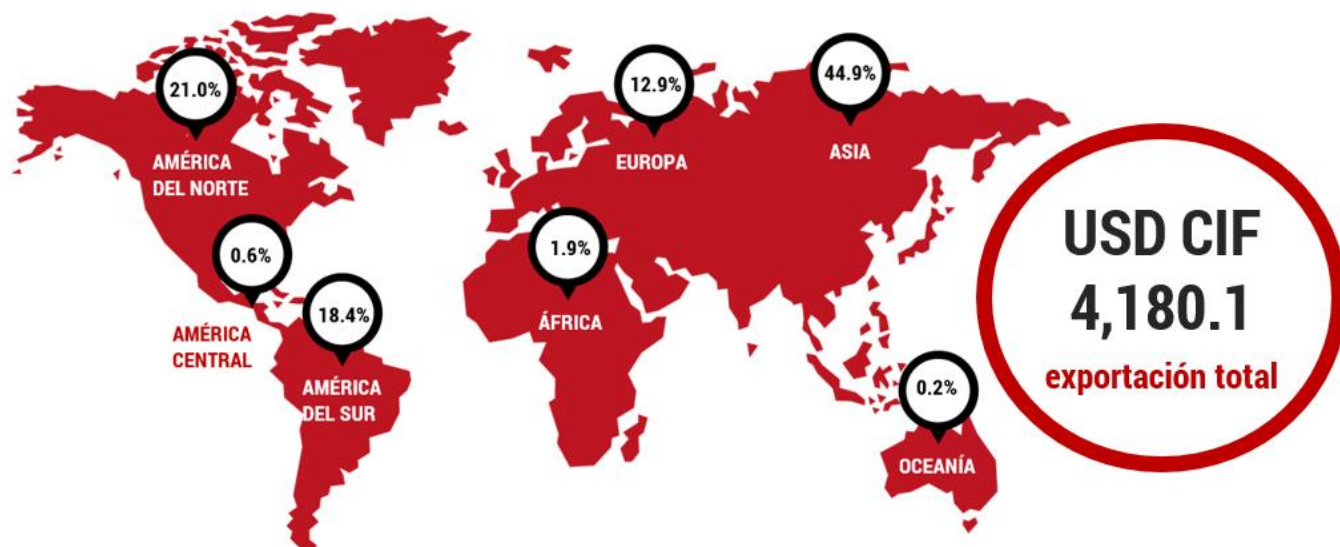 21.0%
AMÉRICA
DEL NORTE
12.9%
EUROPA
44.9%
ASIA
0.6%
AMÉRICA
CENTRAL
18.4%
AMÉRICA
DEL SUR
1.9%
ÁFRICA
0.2%
OCEANÍA
USD CIF
4,180.1
exportación total